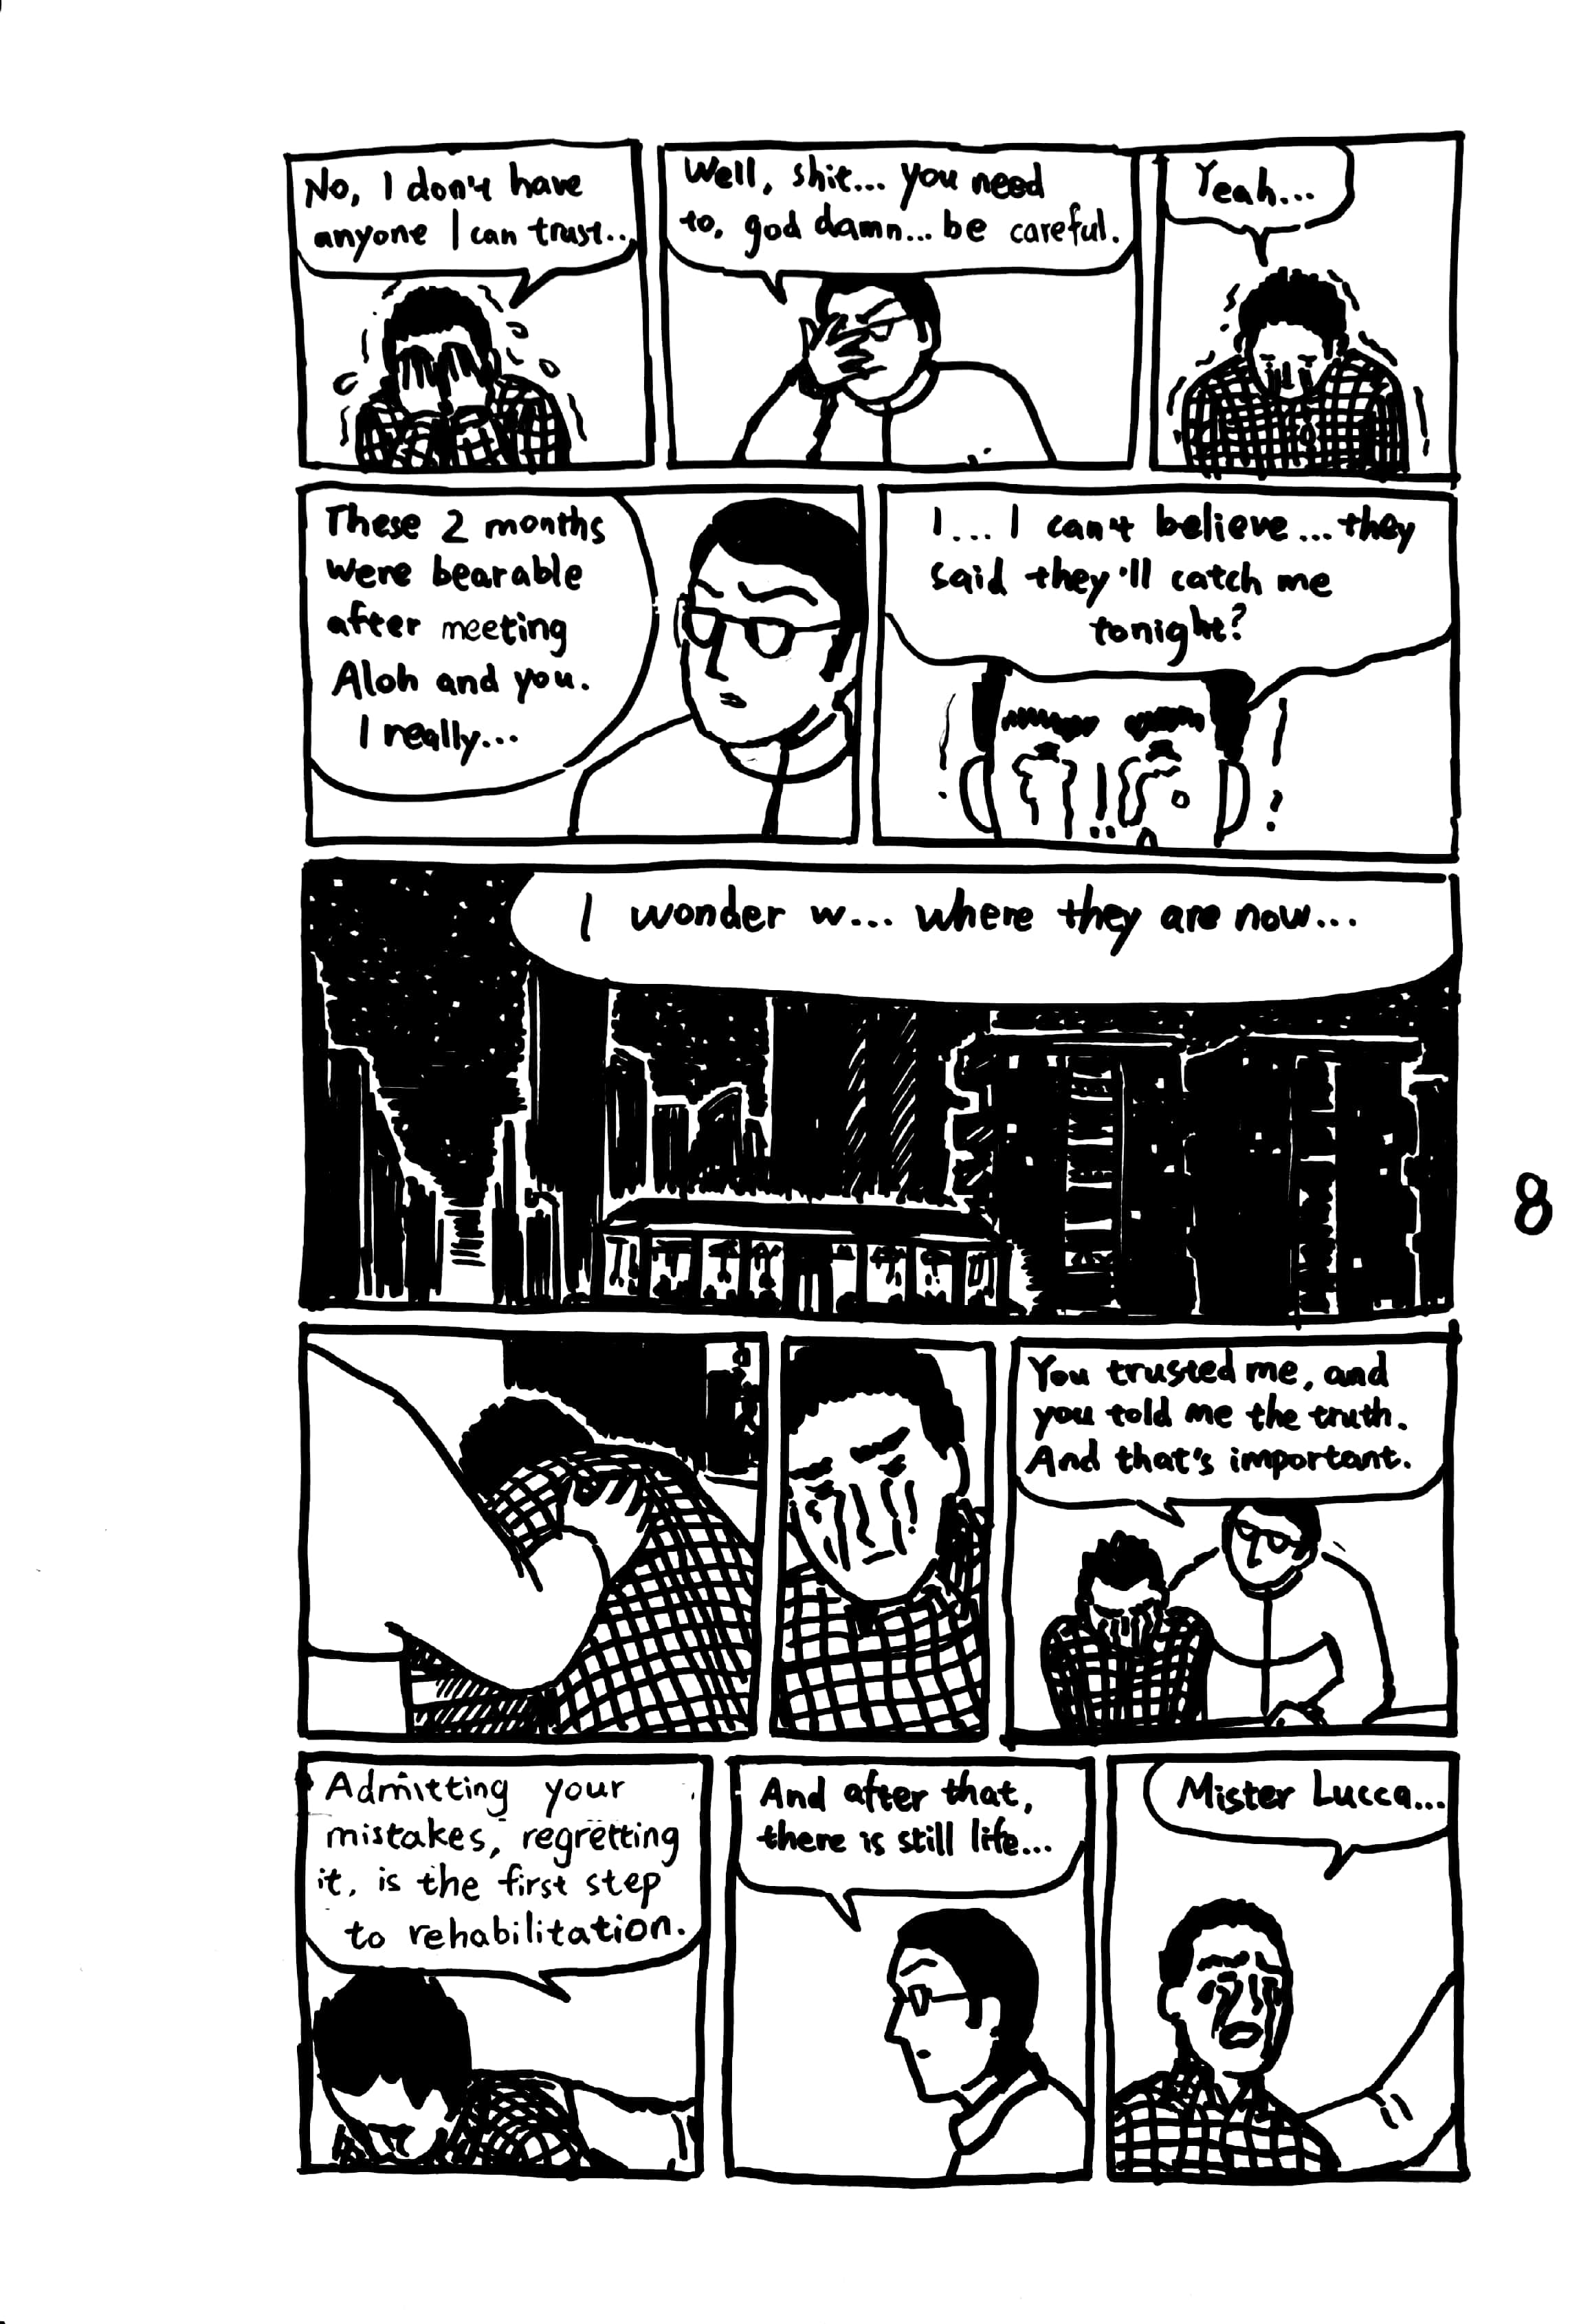 No, I don't have
anyone I can trust..
Well, shit... you need
to, god damn... be careful.
Yeah...
These 2 months
were bearable
after meeting
Aloh and you.
I really...
I... I can't believe... they
said they'll catch me
tonight?
I wonder w... where they are now...
8
You trusted me, and
you told me the truth.
And that's important.
Admitting your
mistakes, regretting
it, is the first step
to rehabilitation.
And after that,
there is still life...
Mister Lucca...